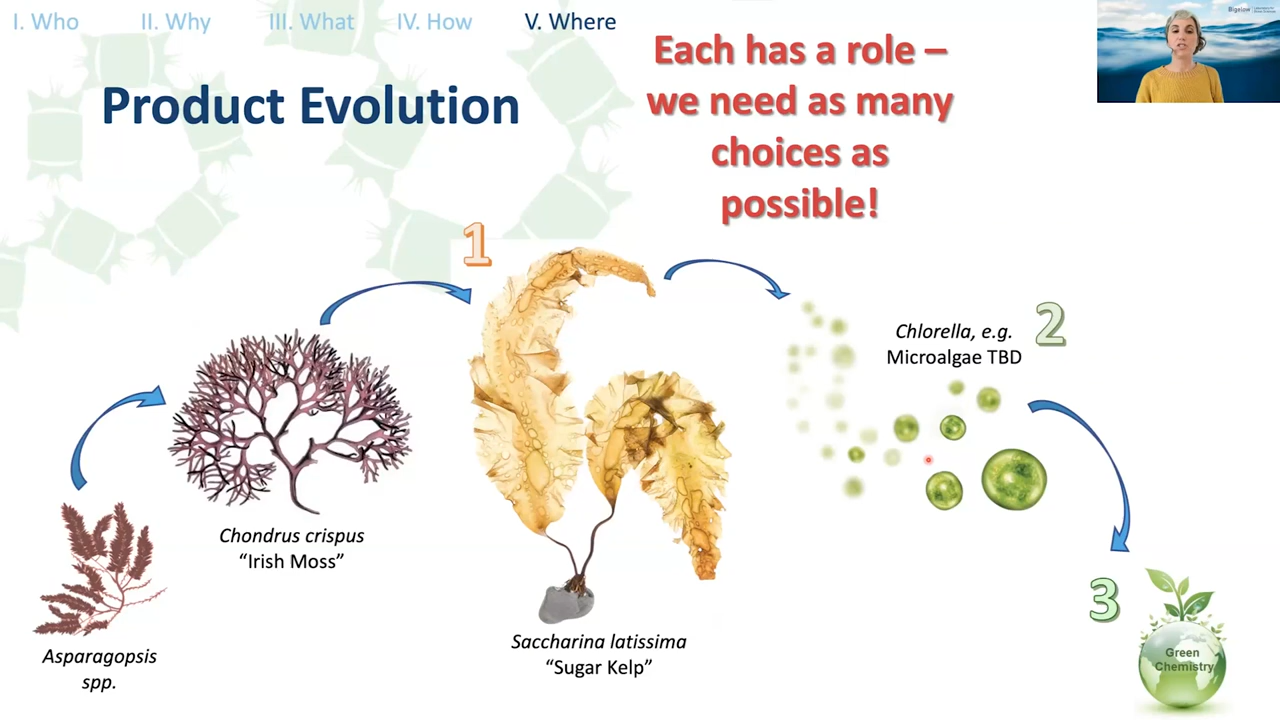 I. Who II. Why III. What IV. How V. Where
Bigelow
Product Evolution
Each has a role –
we need as many
choices as
possible!
1
Chlorella, e.g.
Microalgae TBD
2
Chondrus crispus
"Irish Moss"
Saccharina latissima
"Sugar Kelp"
Asparagopsis
spp.
3
Green
Chemistry